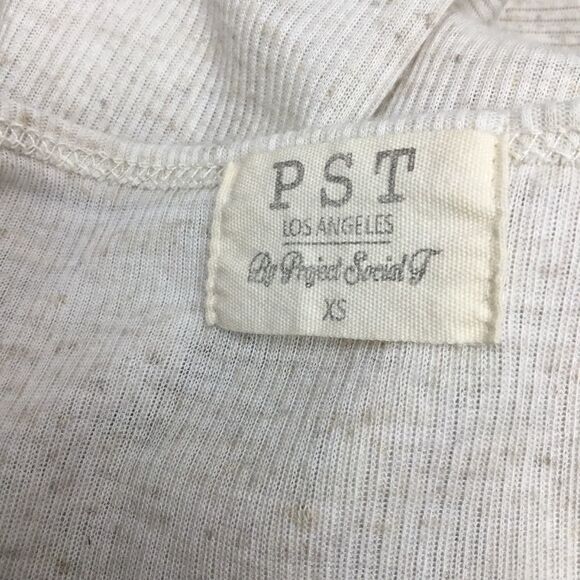 PST
LOS ANGELES
By Project Social T
XS